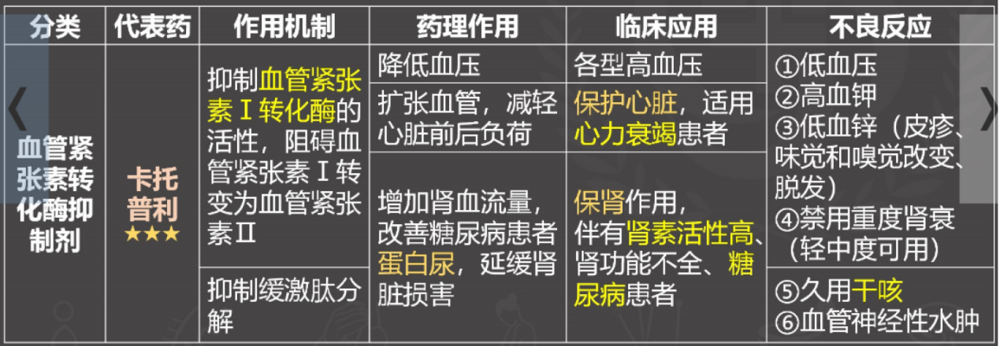 分类
代表药
作用机制
药理作用
临床应用
不良反应
血管紧
张素转
化酶抑
制剂
卡托
普利
★★★
抑制血管紧张
素Ⅰ转化酶的
活性，阻碍血
管紧张素Ⅰ转
变为血管紧张
素Ⅱ
抑制缓激肽分
解
降低血压
扩张血管，减轻
心脏前后负荷
增加肾血流量，
改善糖尿病患者
蛋白尿，延缓肾
脏损害
各型高血压
保护心脏，适用
心力衰竭患者
保肾作用，
伴有肾素活性高、
肾功能不全、糖
尿病患者
①低血压
②高血钾
③低血锌（皮疹、
味觉和嗅觉改变、
脱发）
④禁用重度肾衰
（轻中度可用）
⑤久用干咳
⑥血管神经性水肿